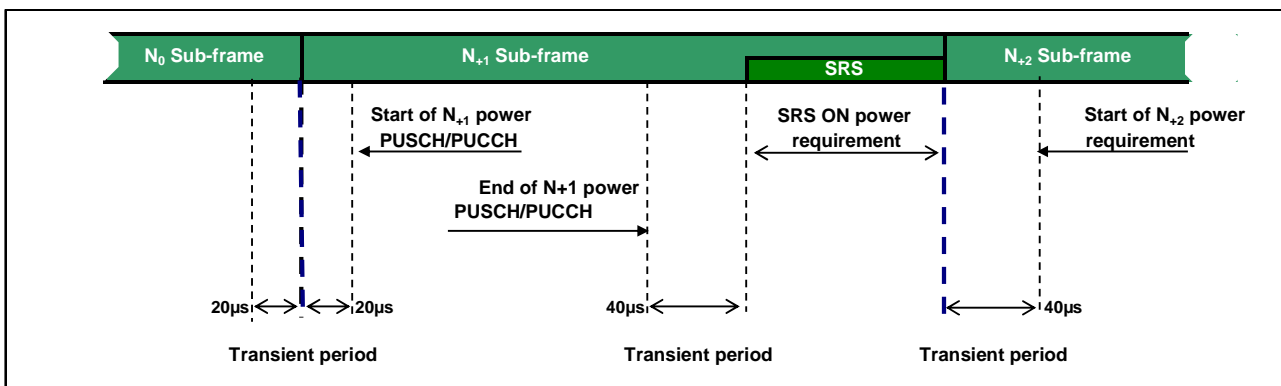 N₀ Sub-frame
N₊₁ Sub-frame
SRS
N₊₂ Sub-frame
Start of N₊₁ power
PUSCH/PUCCH
SRS ON power
requirement
Start of N₊₂ power
requirement
End of N+1 power
PUSCH/PUCCH
20µs
20µs
40µs
40µs
Transient period
Transient period
Transient period